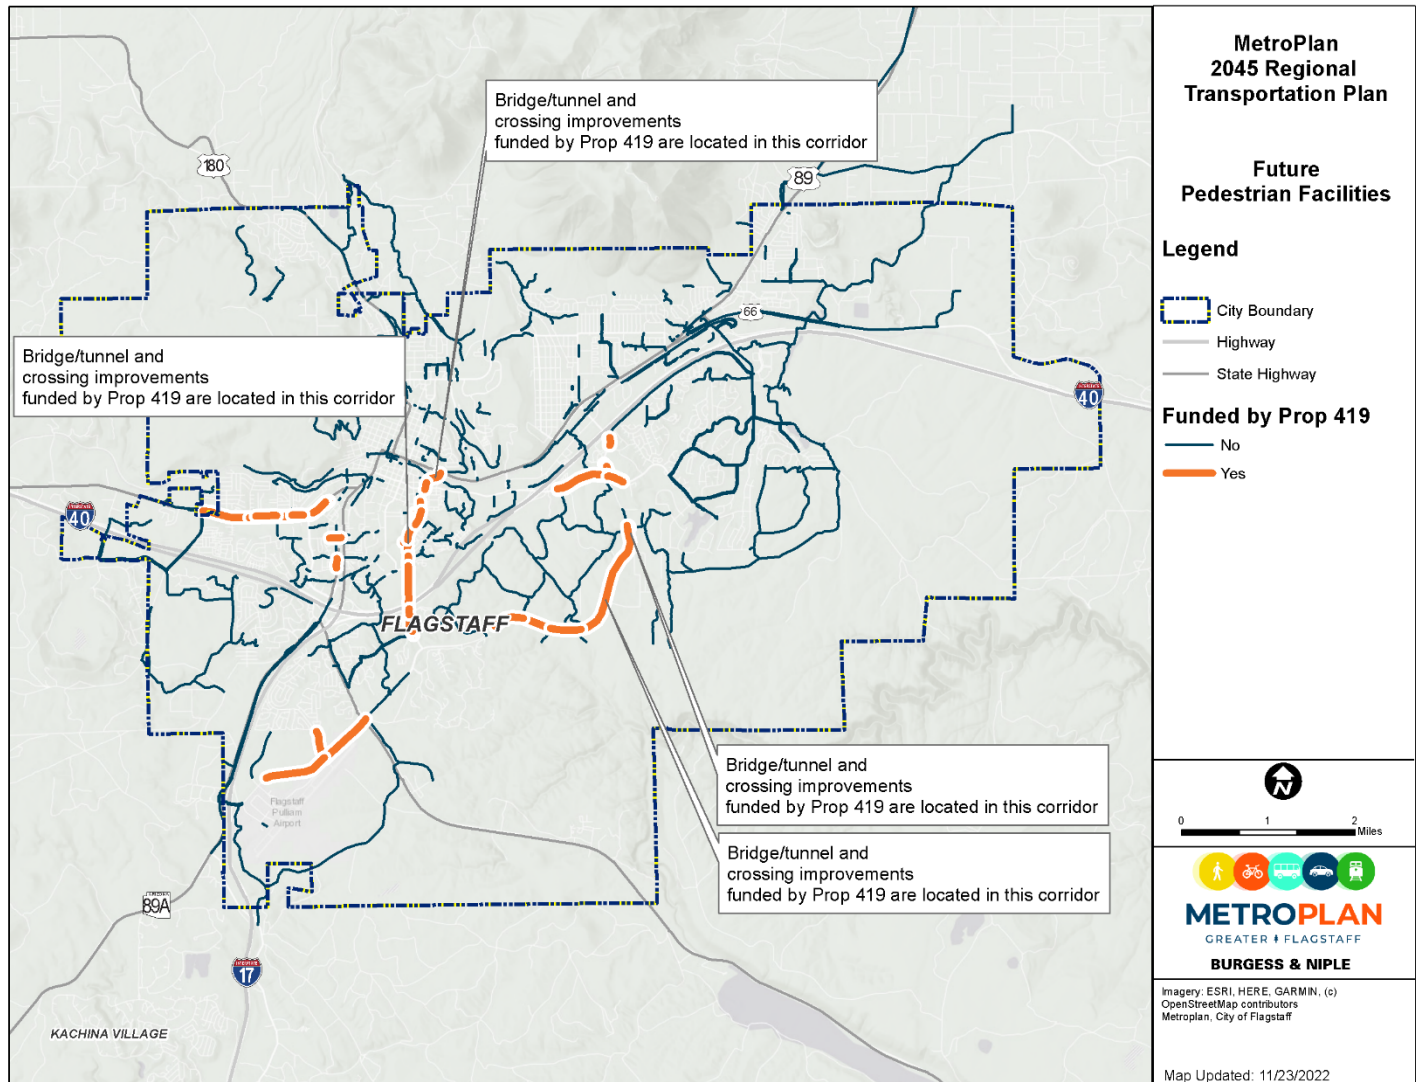 MetroPlan
2045 Regional
Transportation Plan
Future
Pedestrian Facilities
Legend
City Boundary
Highway
State Highway
Funded by Prop 419
No
Yes
Bridge/tunnel and
crossing improvements
funded by Prop 419 are located in this corridor
180
89
66
Bridge/tunnel and
crossing improvements
funded by Prop 419 are located in this corridor
40
40
FLAGSTAFF
Bridge/tunnel and
crossing improvements
funded by Prop 419 are located in this corridor
Flagstaff
Pulliam
Airport
Bridge/tunnel and
crossing improvements
funded by Prop 419 are located in this corridor
89A
17
KACHINA VILLAGE
N
0 1 2
Miles
METROPLAN
GREATER FLAGSTAFF
BURGESS & NIPLE
Imagery: ESRI, HERE, GARMIN, (c)
OpenStreetMap contributors
Metroplan, City of Flagstaff
Map Updated: 11/23/2022